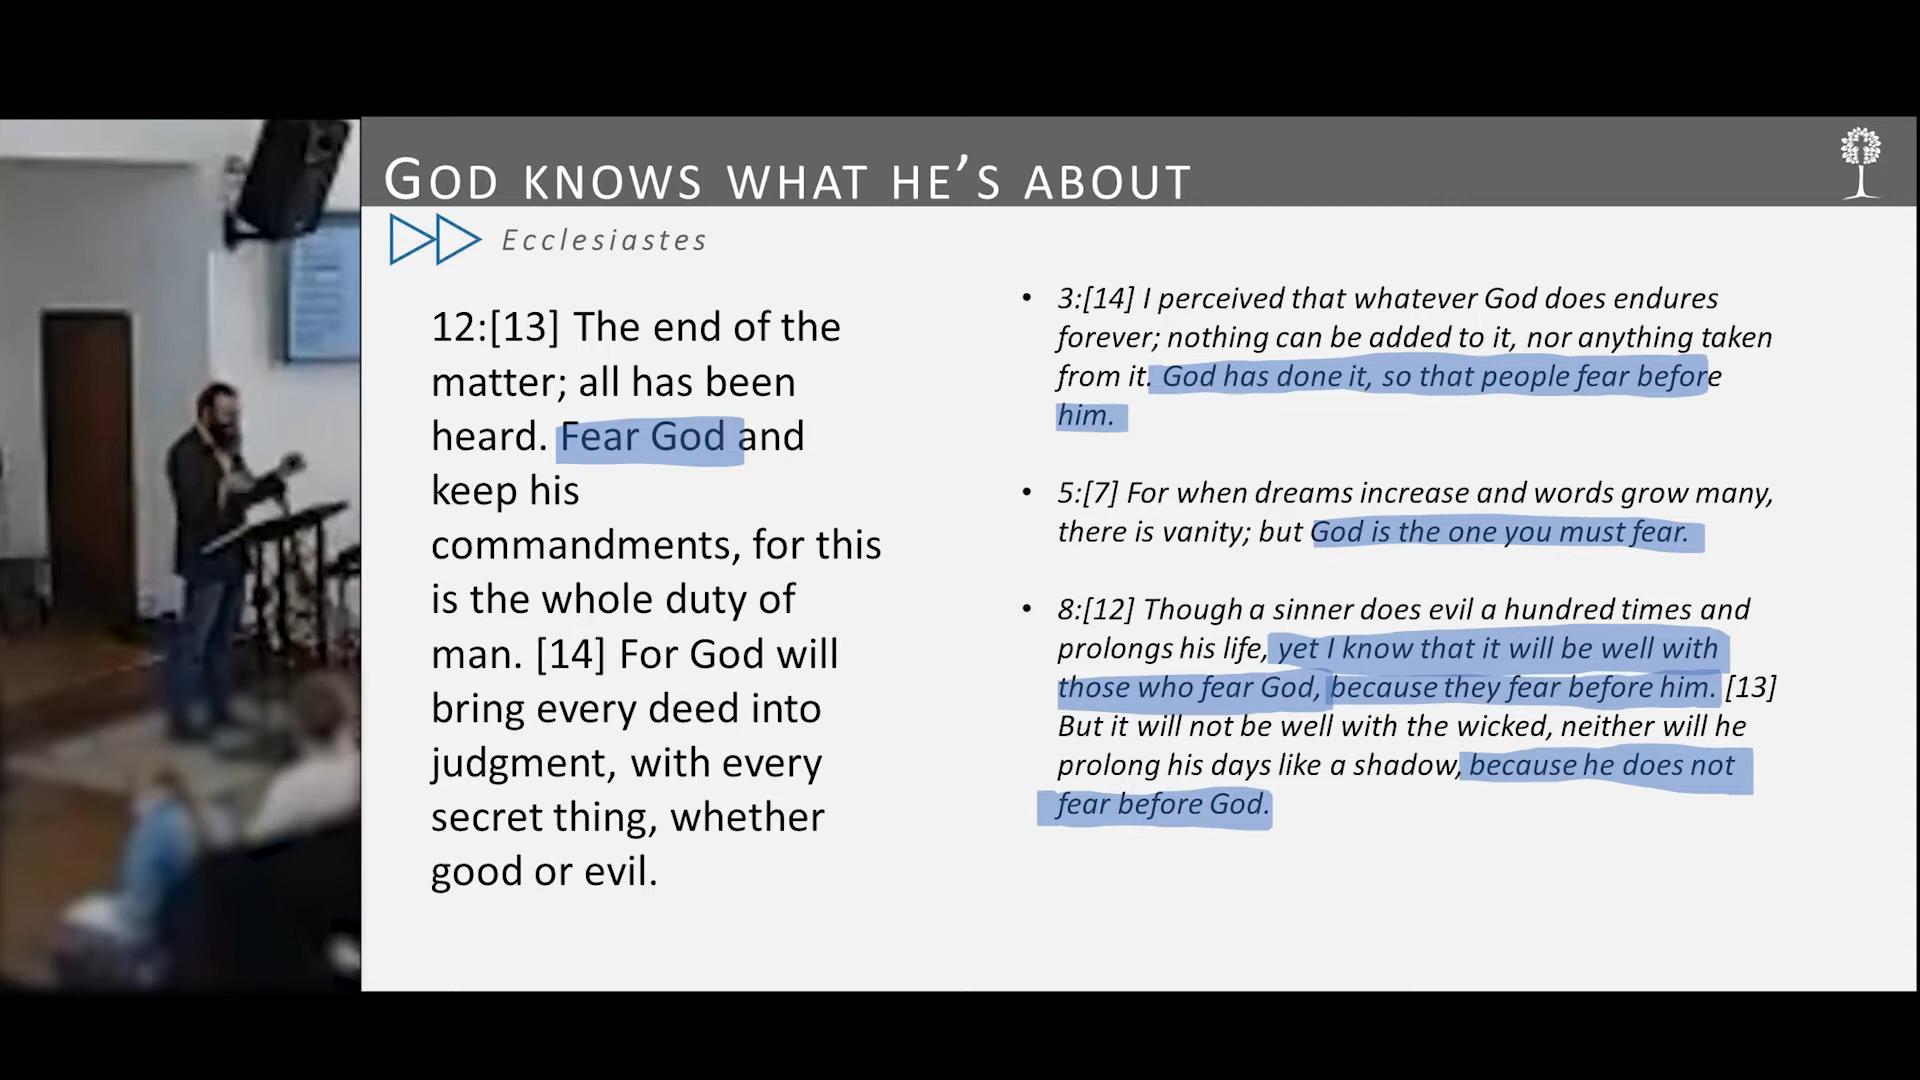 GOD KNOWS WHAT HE'S ABOUT
Ecclesiastes
12:[13] The end of the
matter; all has been
heard. Fear God and
keep his
commandments, for this
is the whole duty of
man. [14] For God will
bring every deed into
judgment, with every
secret thing, whether
good or evil.
• 3:[14] I perceived that whatever God does endures
forever; nothing can be added to it, nor anything taken
from it. God has done it, so that people fear before
him.
• 5:[7] For when dreams increase and words grow many,
there is vanity; but God is the one you must fear.
• 8:[12] Though a sinner does evil a hundred times and
prolongs his life, yet I know that it will be well with
those who fear God, because they fear before him. [13]
But it will not be well with the wicked, neither will he
prolong his days like a shadow, because he does not
fear before God.